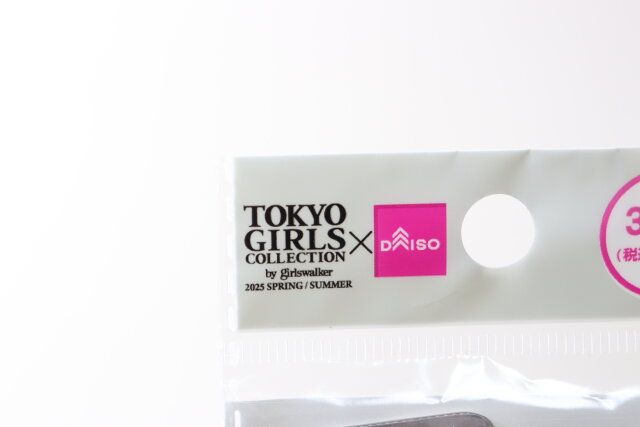 TOKYO
GIRLS
COLLECTION
by girlswalker
2025 SPRING / SUMMER
×
DAISO
3
(税